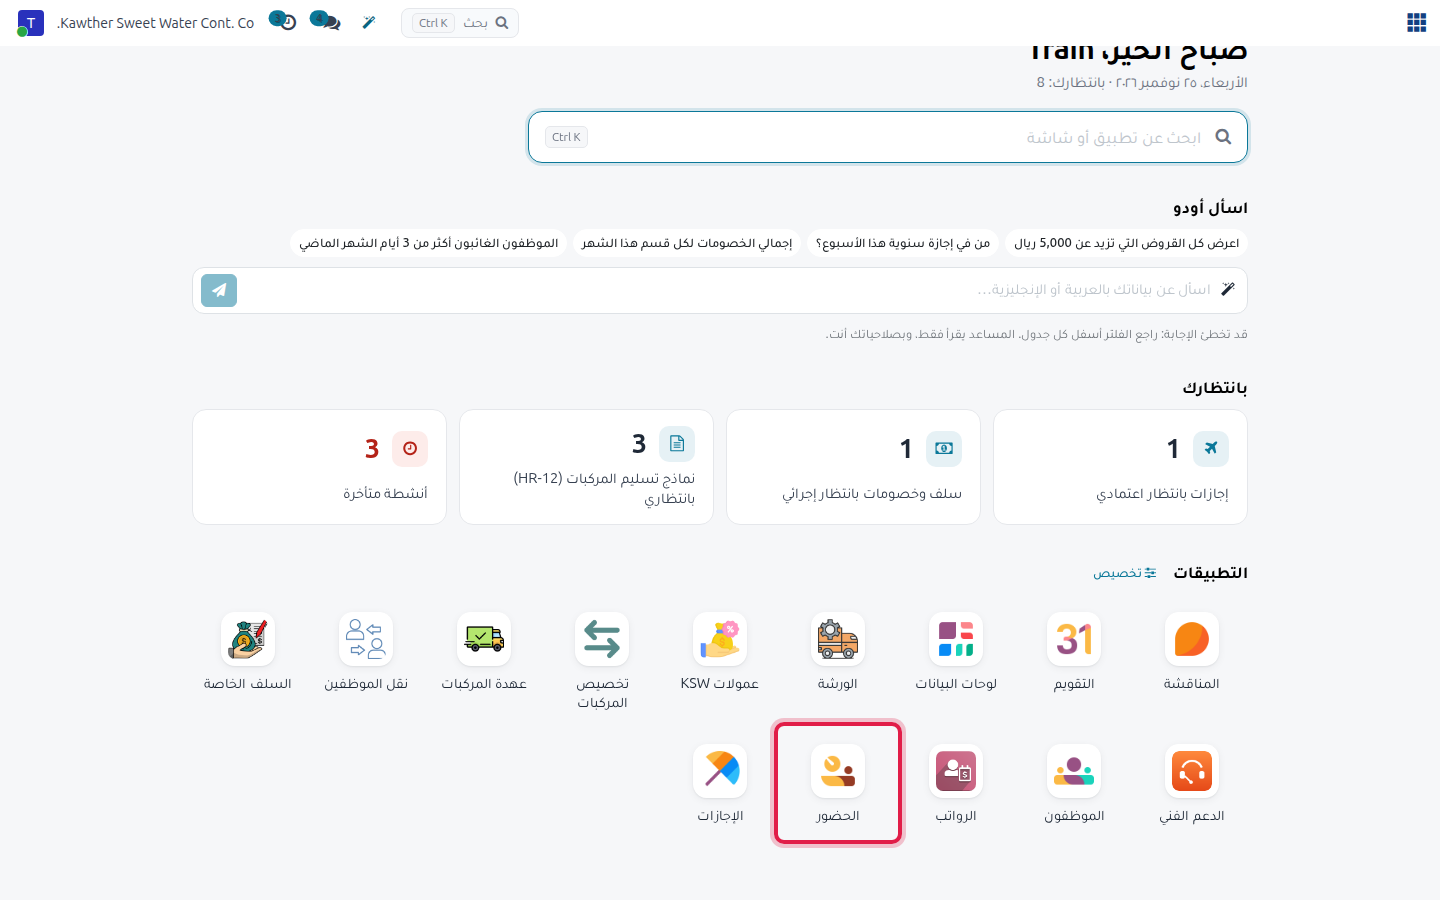 T
Kawther Sweet Water Cont. Co.
3
4
Ctrl K
بحث
صباح الخير، Train
الأربعاء، ٢٥ نوفمبر ٢٠٢٦ · بانتظارك: 8
ابحث عن تطبيق أو شاشة
Ctrl K
اسأل أودو
اعرض كل القروض التي تزيد عن 5,000 ريال
من في إجازة سنوية هذا الأسبوع؟
إجمالي الخصومات لكل قسم هذا الشهر
الموظفون الغائبون أكثر من 3 أيام الشهر الماضي
اسأل عن بياناتك بالعربية أو الإنجليزية...
قد تخطئ الإجابة: راجع الفلتر أسفل كل جدول. المساعد يقرأ فقط، وبصلاحياتك أنت.
بانتظارك
1
إجازات بانتظار اعتمادي
1
سلف وخصومات بانتظار إجرائي
3
نماذج تسليم المركبات (HR-12)
بانتظاري
3
أنشطة متأخرة
التطبيقات
تخصيص
المناقشة
31
التقويم
لوحات البيانات
الورشة
عمولات KSW
تخصيص
المركبات
عهدة المركبات
نقل الموظفين
السلف الخاصة
الدعم الفني
الموظفون
الرواتب
الحضور
الإجازات